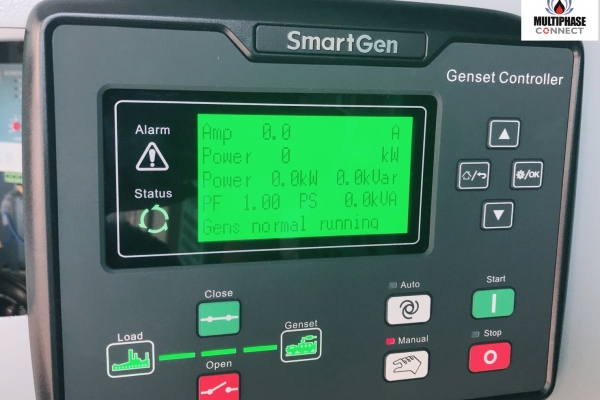 MULTIPHASE
CONNECT
SmartGen
Genset Controller
Alarm
Status
Amp 0.0 A
Power 0 kW
Power 0.0kW 0.0kVar
PF 1.00 PS 0.0kVA
Gens normal running
/OK
Close
Auto
Start
Load
Genset
Manual
Stop
Open